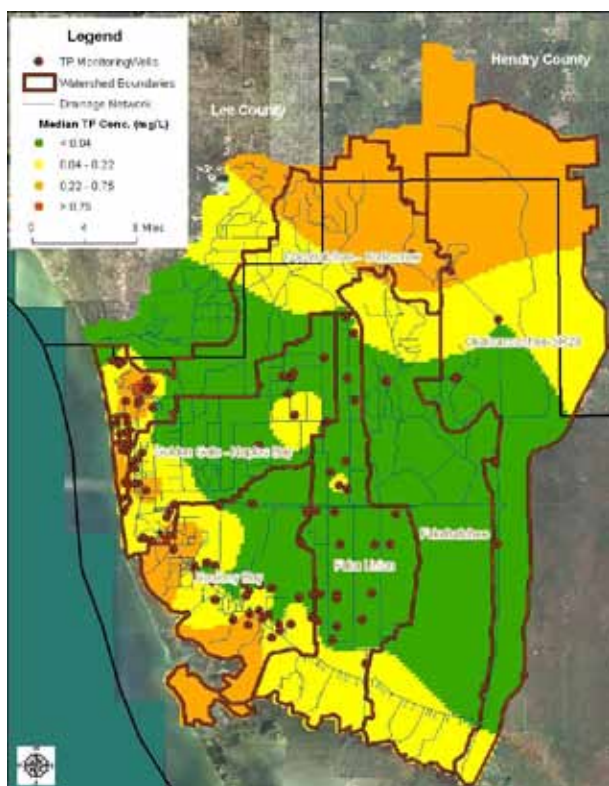 Legend
TP MonitoringWells
Watershed Boundaries
Drainage Network
Median TP Conc. (mg/L)
< 0.04
0.04 - 0.22
0.22 - 0.75
> 0.75
0 4 8 Miles
Hendry County
Lee County
Golden Gate - Naples Bay
Fakahatchee
Faka Union
Rookery Bay